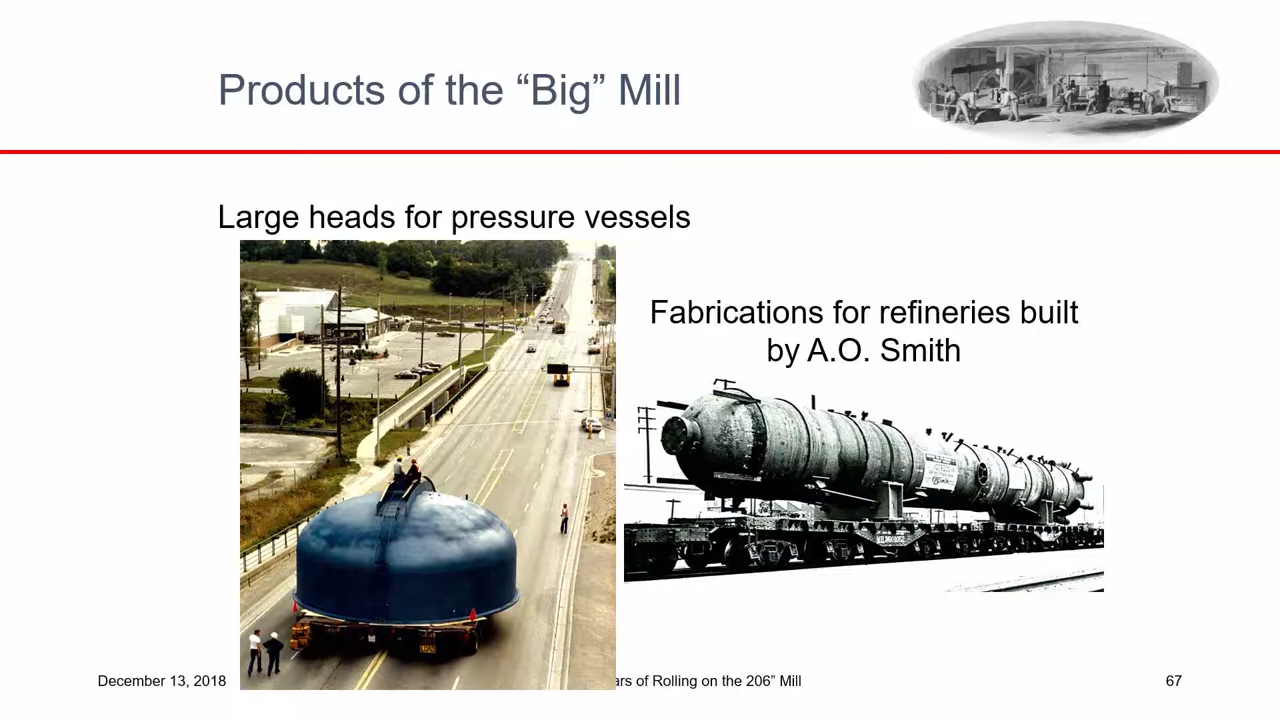 Products of the “Big” Mill
Large heads for pressure vessels
Fabrications for refineries built
by A.O. Smith
December 13, 2018
of Rolling on the 206” Mill
67